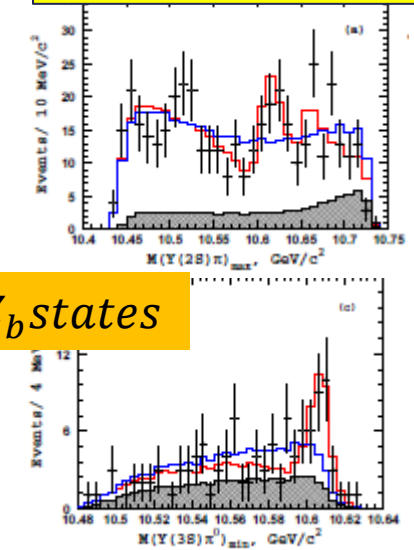 (a)
Events/ 10 MeV/c²
30
25
20
15
10
5
0
10.4 10.45 10.5 10.55 10.6 10.65 10.7 10.75
M(Y(2S)π)max, GeV/c²
b states
(c)
Events/ 4 Me
12
6
0
10.48 10.5 10.52 10.54 10.56 10.58 10.6 10.62 10.64
M(Y(3S)π⁰)min, GeV/c²